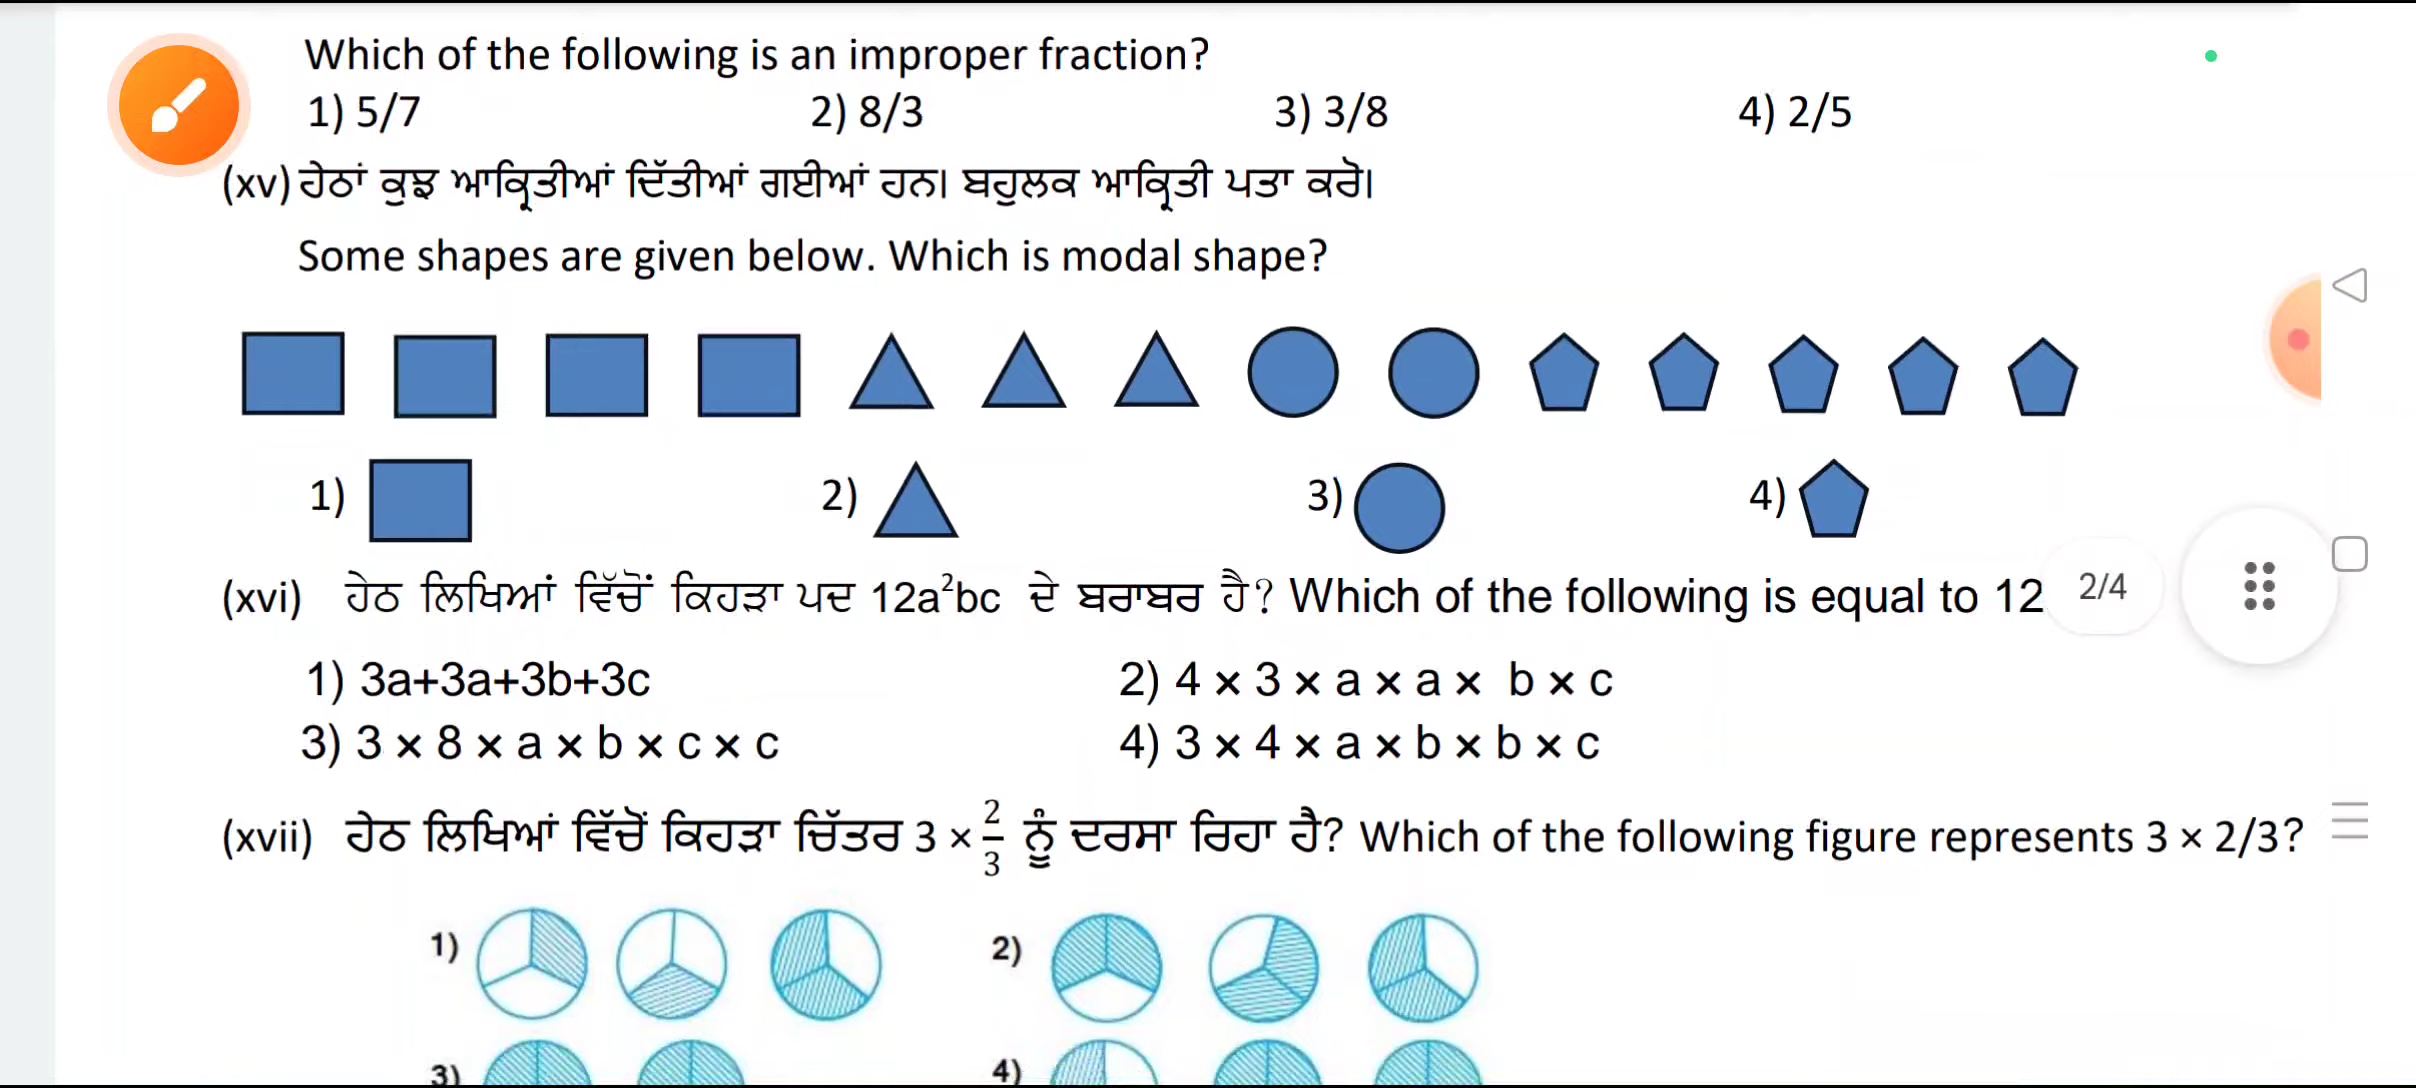 Which of the following is an improper fraction?
1) 5/7 2) 8/3 3) 3/8 4) 2/5
(xv) ਹੇਠਾਂ ਕੁਝ ਆਕ੍ਰਿਤੀਆਂ ਦਿੱਤੀਆਂ ਗਈਆਂ ਹਨ। ਬਹੁਲਕ ਆਕ੍ਰਿਤੀ ਪਤਾ ਕਰੋ।
Some shapes are given below. Which is modal shape?
1) 2) 3) 4)
(xvi) ਹੇਠ ਲਿਖਿਆਂ ਵਿੱਚੋਂ ਕਿਹੜਾ ਪਦ 12a²bc ਦੇ ਬਰਾਬਰ ਹੈ? Which of the following is equal to 12 2/4
1) 3a+3a+3b+3c 2) 4 × 3 × a × a × b × c
3) 3 × 8 × a × b × c × c 4) 3 × 4 × a × b × b × c
(xvii) ਹੇਠ ਲਿਖਿਆਂ ਵਿੱਚੋਂ ਕਿਹੜਾ ਚਿੱਤਰ 3 × 2/3 ਨੂੰ ਦਰਸਾ ਰਿਹਾ ਹੈ? Which of the following figure represents 3 × 2/3?
1) 2)
3) 4)